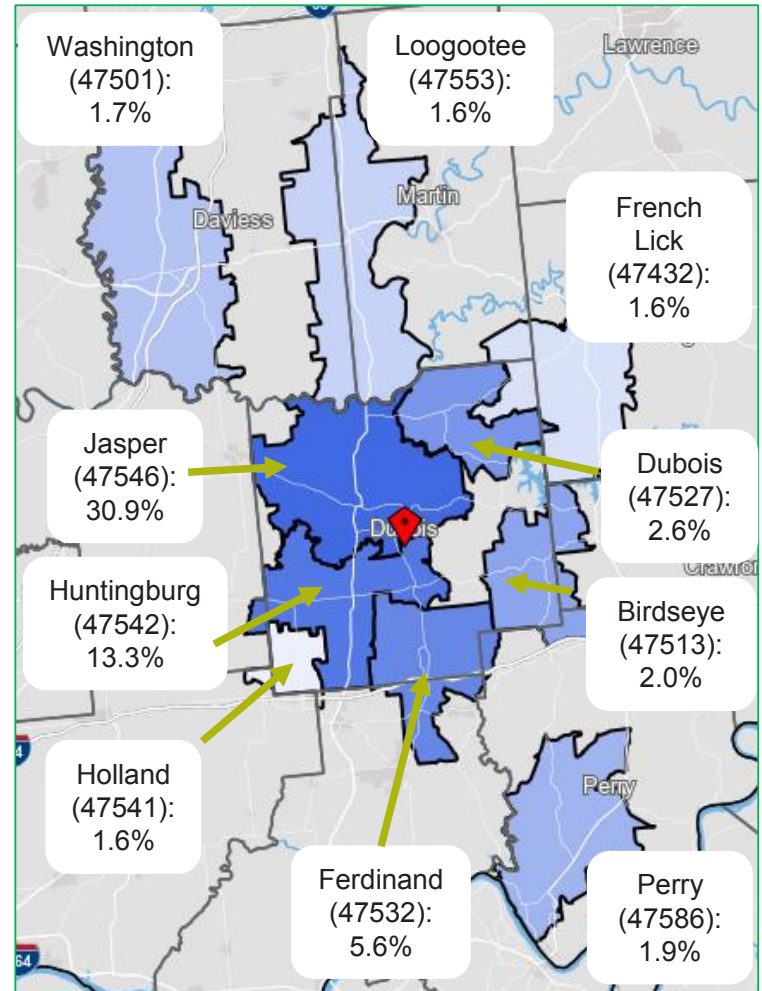 Washington
(47501):
1.7%
Loogootee
(47553):
1.6%
Lawrence
Daviess
Martin
French
Lick
(47432):
1.6%
Jasper
(47546):
30.9%
Dubois
(47527):
2.6%
Huntingburg
(47542):
13.3%
Birdseye
(47513):
2.0%
Holland
(47541):
1.6%
Perry
Ferdinand
(47532):
5.6%
Perry
(47586):
1.9%
64